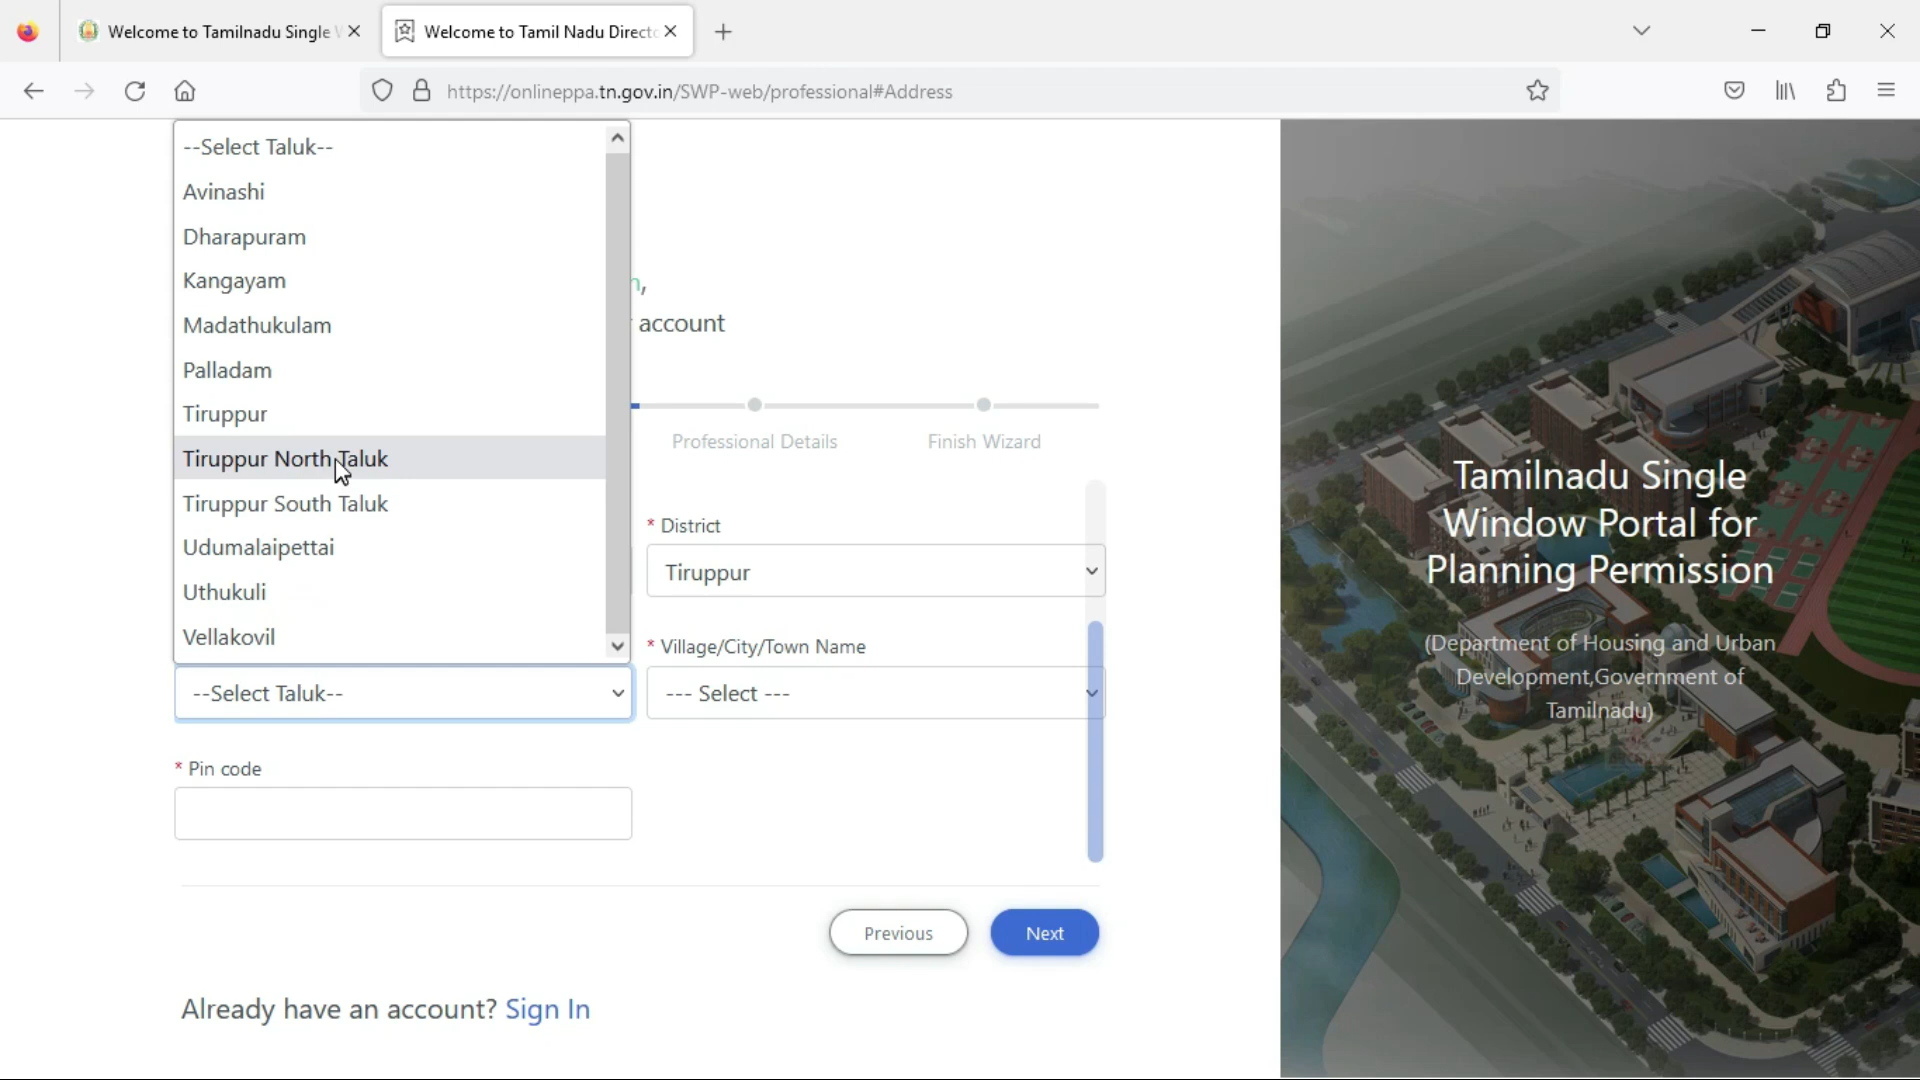 Welcome to Tamilnadu Single W
Welcome to Tamil Nadu Directo
https://onlineppa.tn.gov.in/SWP-web/professional#Address
--Select Taluk--
Avinashi
Dharapuram
Kangayam
Madathukulam
Palladam
Tiruppur
Tiruppur North Taluk
Tiruppur South Taluk
Udumalaipettai
Uthukuli
Vellakovil
--Select Taluk--
n,
account
Professional Details
Finish Wizard
* District
Tiruppur
* Village/City/Town Name
--- Select ---
* Pin code
Previous
Next
Already have an account? Sign In
Tamilnadu Single
Window Portal for
Planning Permission
(Department of Housing and Urban
Development,Government of
Tamilnadu)